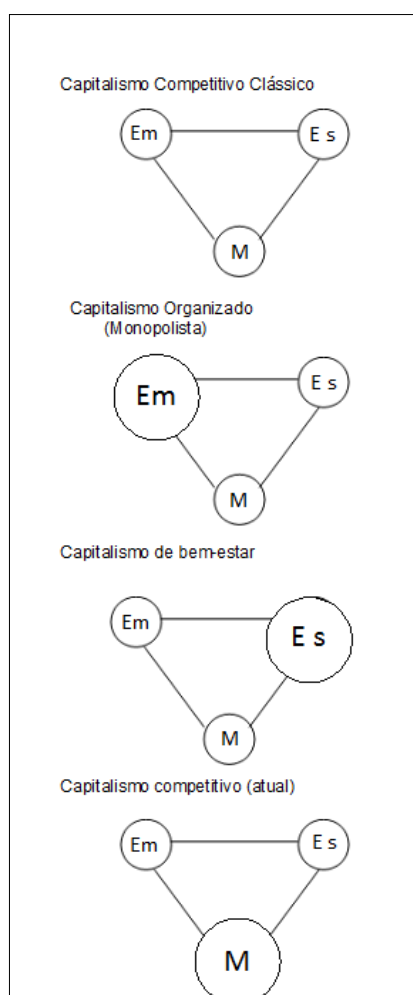 Capitalismo Competitivo Clássico
Em
E s
M
Capitalismo Organizado
(Monopolista)
Em
E s
M
Capitalismo de bem-estar
Em
E s
M
Capitalismo competitivo (atual)
Em
E s
M